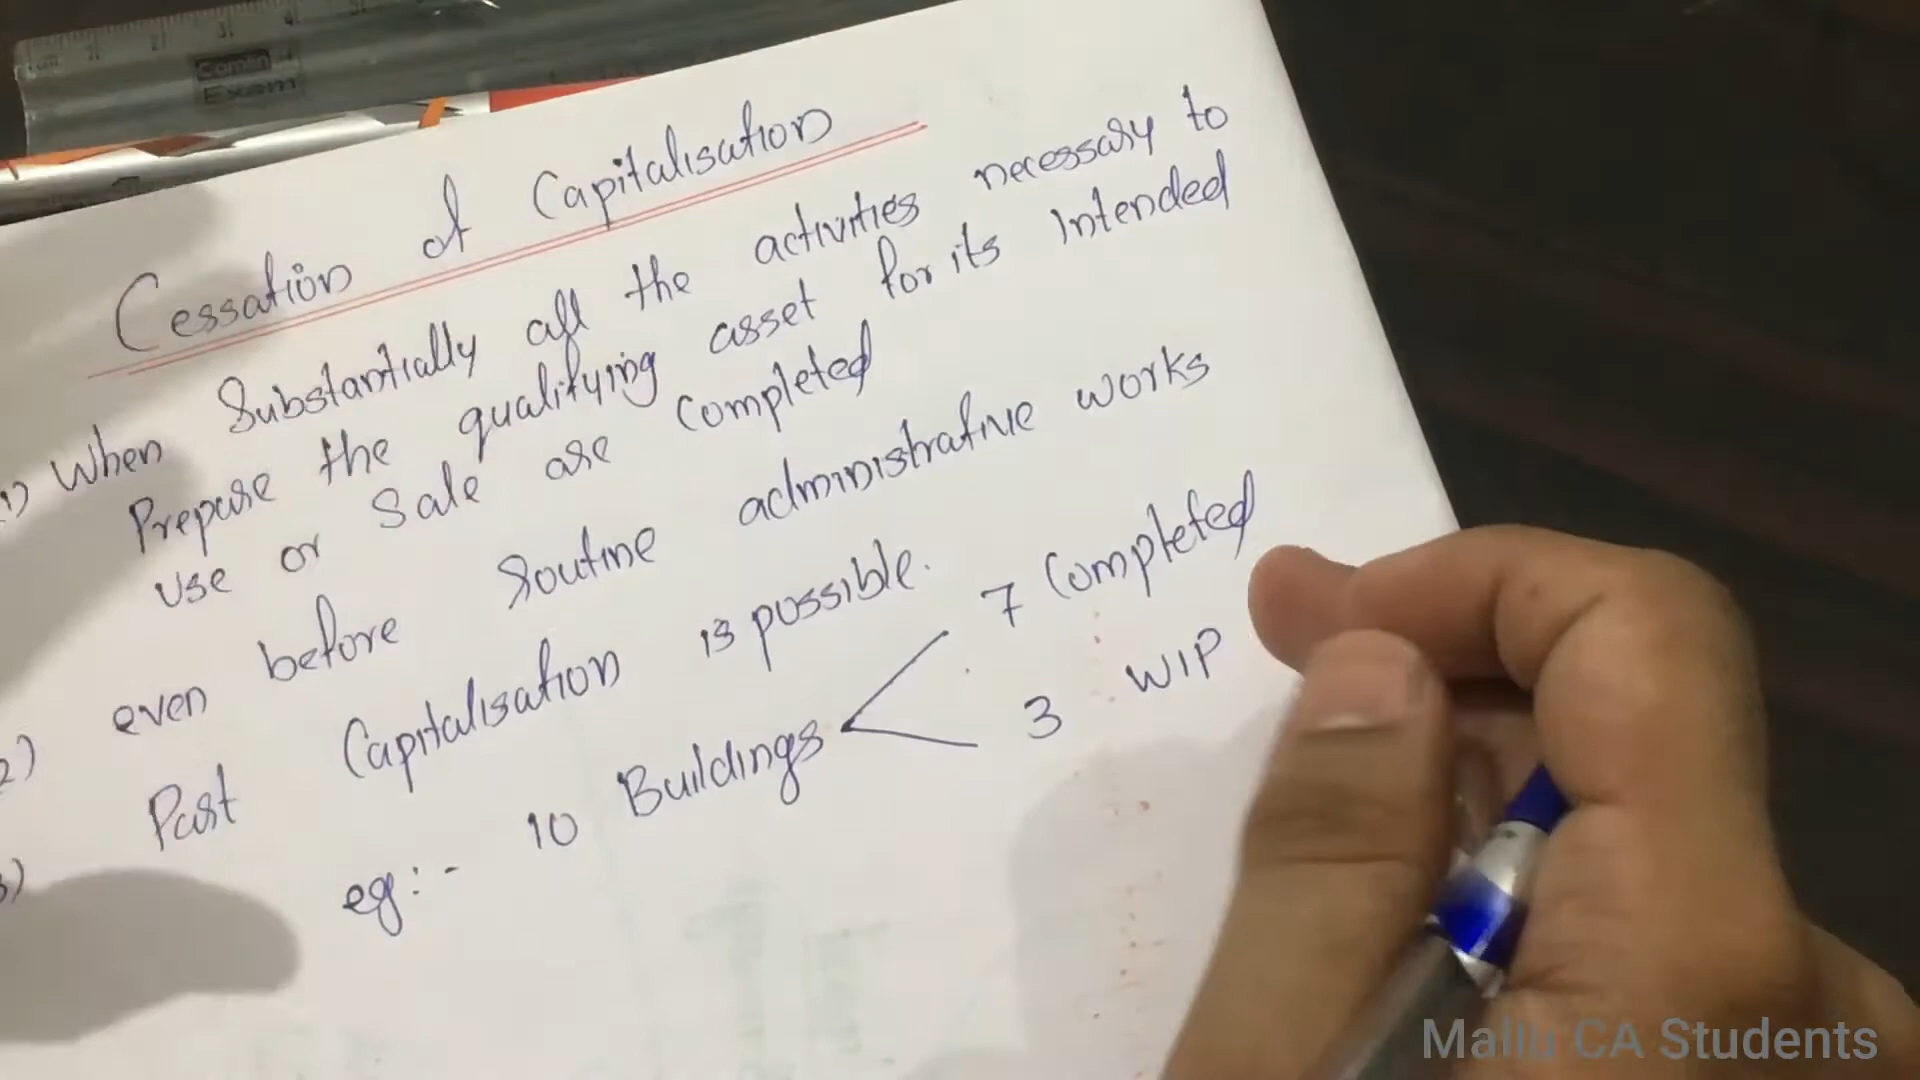 Camlin
Exam
Cessation of Capitalisation
1) When Substantially all the activities necessary to
Prepare the qualifying asset for its Intended
use or Sale are Completed
2) even before Routine administrative works
3) Part Capitalisation is possible.
eg:- 10 Buildings
7 Completed
3 WIP
Mallu CA Students